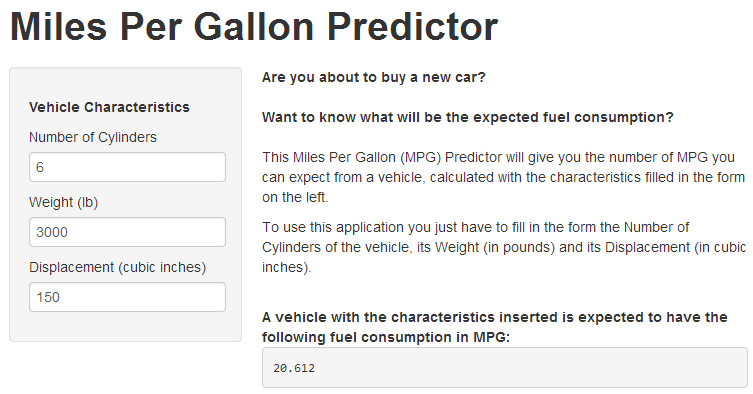 Miles Per Gallon Predictor
Vehicle Characteristics
Number of Cylinders
6
Weight (lb)
3000
Displacement (cubic inches)
150
Are you about to buy a new car?
Want to know what will be the expected fuel consumption?
This Miles Per Gallon (MPG) Predictor will give you the number of MPG you
can expect from a vehicle, calculated with the characteristics filled in the form
on the left.
To use this application you just have to fill in the form the Number of
Cylinders of the vehicle, its Weight (in pounds) and its Displacement (in cubic
inches).
A vehicle with the characteristics inserted is expected to have the
following fuel consumption in MPG:
20.612